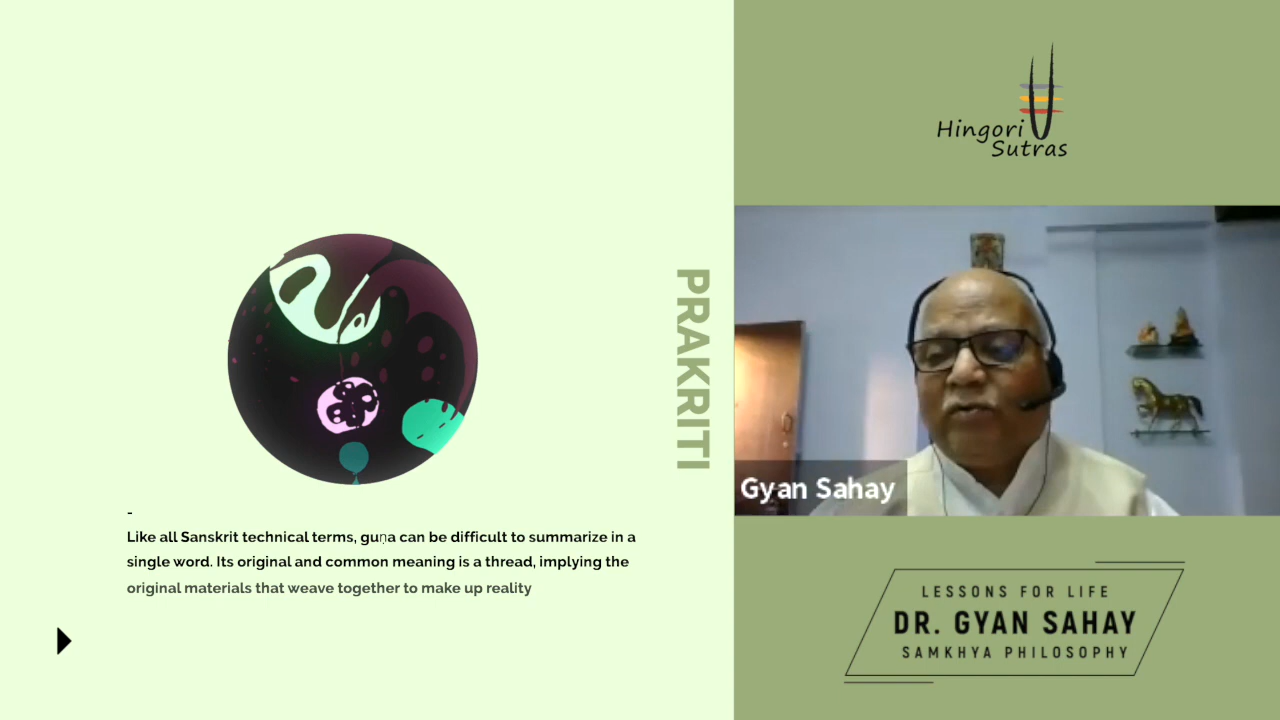 PRAKRITI
-
Like all Sanskrit technical terms, guna can be difficult to summarize in a
single word. Its original and common meaning is a thread, implying the
original materials that weave together to make up reality
Hingori
Sutras
Gyan Sahay
LESSONS FOR LIFE
DR. GYAN SAHAY
SAMKHYA PHILOSOPHY